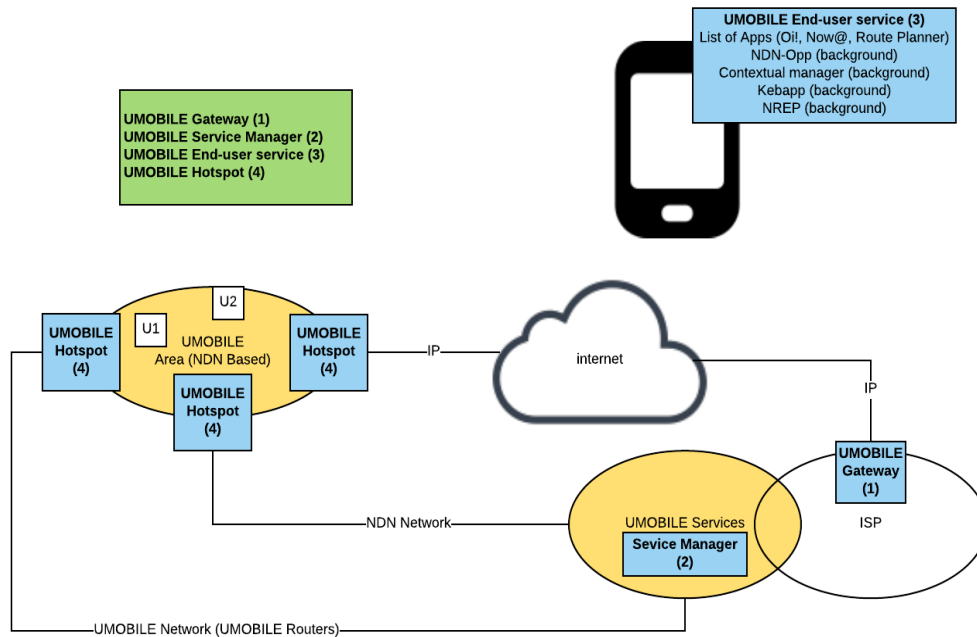 UMOBILE End-user service (3)
List of Apps (Oi!, Now@, Route Planner)
NDN-Opp (background)
Contextual manager (background)
Kebapp (background)
NREP (background)
UMOBILE Gateway (1)
UMOBILE Service Manager (2)
UMOBILE End-user service (3)
UMOBILE Hotspot (4)
U2
U1
UMOBILE
Hotspot
(4)
UMOBILE
Area (NDN Based)
UMOBILE
Hotspot
(4)
UMOBILE
Hotspot
(4)
IP
internet
IP
UMOBILE
Gateway
(1)
ISP
NDN Network
UMOBILE Services
Sevice Manager
(2)
UMOBILE Network (UMOBILE Routers)